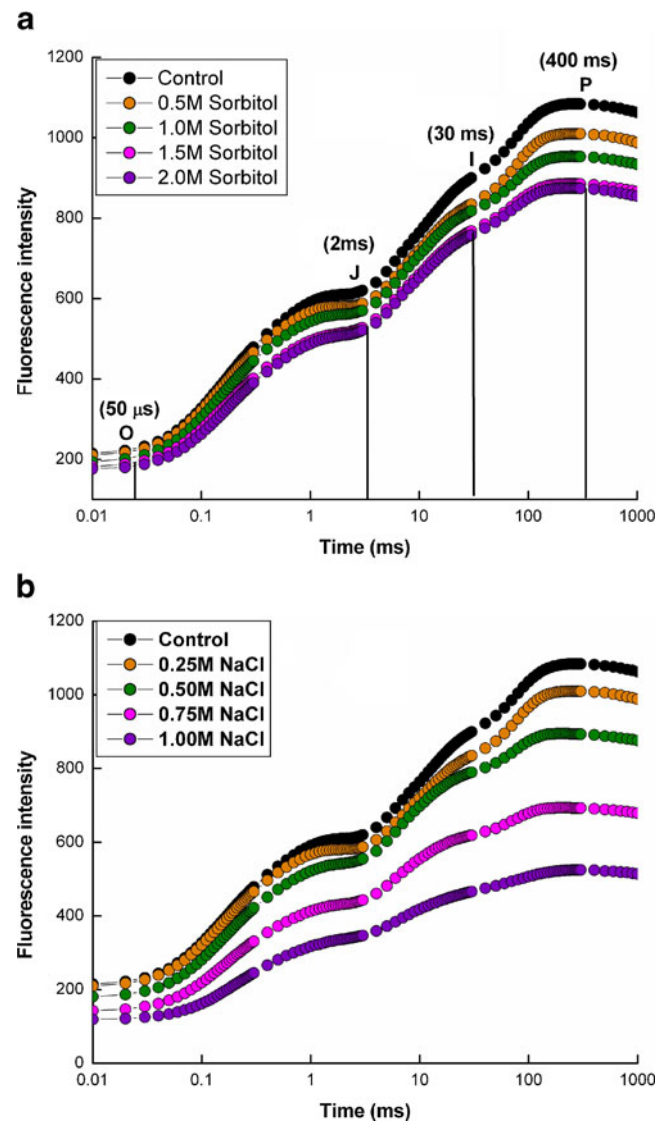 a
1200
1000
800
600
400
200
Fluorescence intensity
Control
0.5M Sorbitol
1.0M Sorbitol
1.5M Sorbitol
2.0M Sorbitol
(50 µs)
O
(2ms)
J
(30 ms)
I
(400 ms)
P
0.01 0.1 1 10 100 1000
Time (ms)
b
1200
1000
800
600
400
200
0
Fluorescence intensity
Control
0.25M NaCl
0.50M NaCl
0.75M NaCl
1.00M NaCl
0.01 0.1 1 10 100 1000
Time (ms)